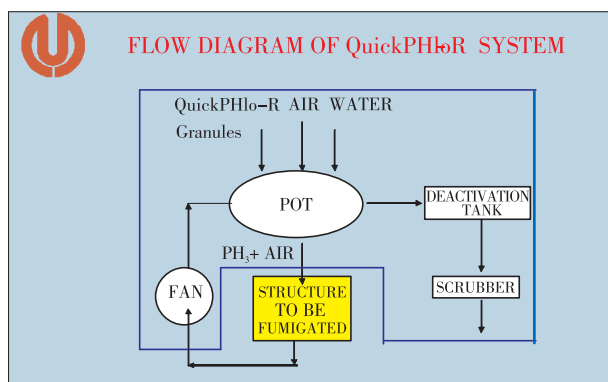 FLOW DIAGRAM OF QuickPHloR SYSTEM
QuickPHlo-R AIR WATER
Granules
POT
DEACTIVATION
TANK
PH₃+ AIR
FAN
STRUCTURE
TO BE
FUMIGATED
SCRUBBER